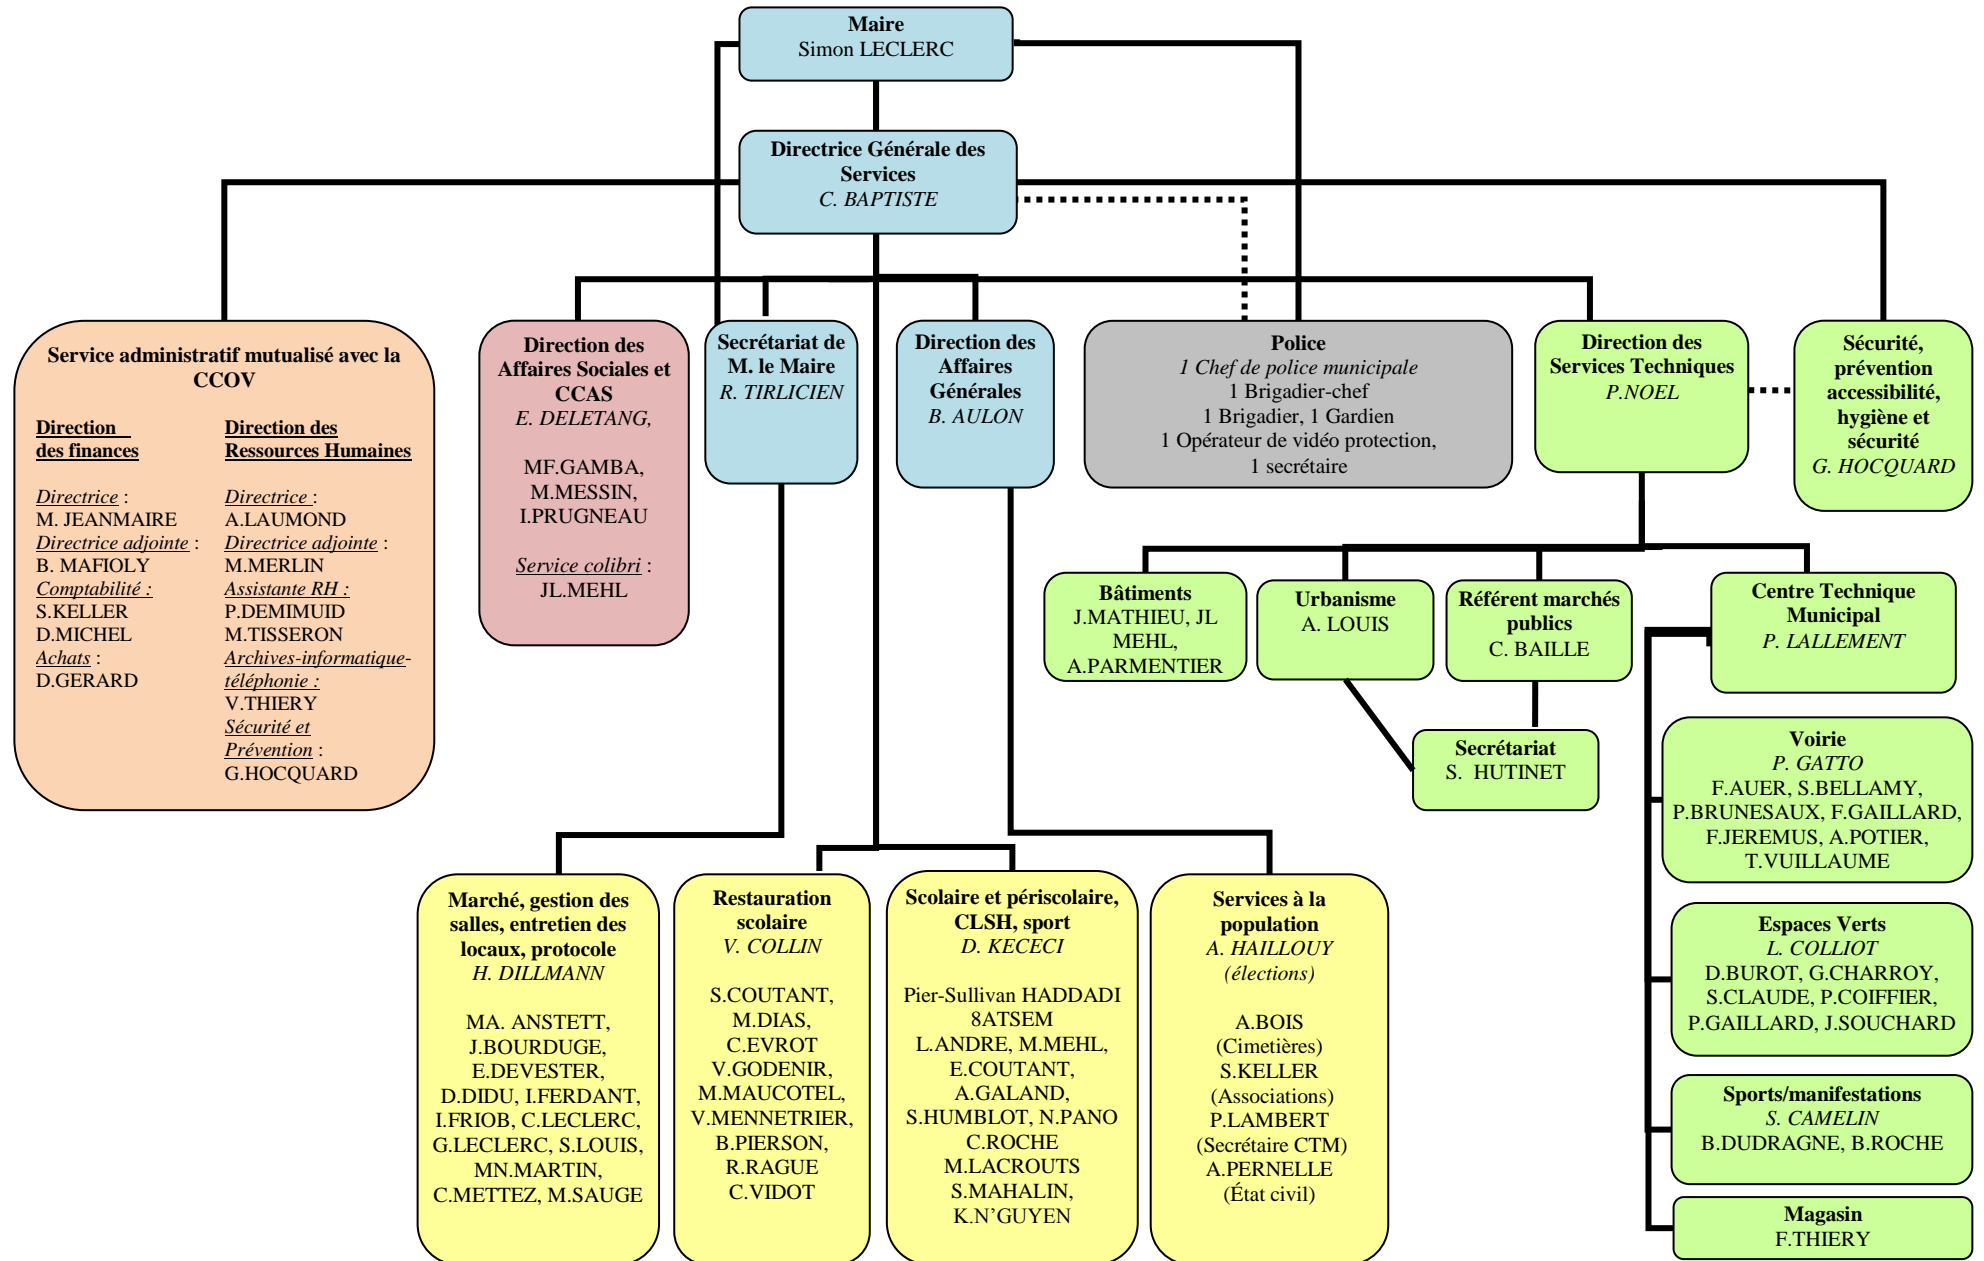 Maire
Simon LECLERC
Directrice Générale des
Services
C. BAPTISTE
Service administratif mutualisé avec la
CCOV
Direction
des finances
Directrice :
M. JEANMAIRE
Directrice adjointe :
B. MAFIOLY
Comptabilité :
S.KELLER
D.MICHEL
Achats :
D.GERARD
Direction des
Ressources Humaines
Directrice :
A.LAUMOND
Directrice adjointe :
M.MERLIN
Assistante RH :
P.DEMIMUID
M.TISSERON
Archives-informatique-
téléphonie :
V.THIERY
Sécurité et
Prévention :
G.HOCQUARD
Direction des
Affaires Sociales et
CCAS
E. DELETANG,
MF.GAMBA,
M.MESSIN,
I.PRUGNEAU
Service colibri :
JL.MEHL
Secrétariat de
M. le Maire
R. TIRLICIEN
Direction des
Affaires
Générales
B. AULON
Police
1 Chef de police municipale
1 Brigadier-chef
1 Brigadier, 1 Gardien
1 Opérateur de vidéo protection,
1 secrétaire
Direction des
Services Techniques
P.NOEL
Sécurité,
prévention
accessibilité,
hygiène et
sécurité
G. HOCQUARD
Bâtiments
J.MATHIEU, JL
MEHL,
A.PARMENTIER
Urbanisme
A. LOUIS
Référent marchés
publics
C. BAILLE
Centre Technique
Municipal
P. LALLEMENT
Secrétariat
S. HUTINET
Voirie
P. GATTO
F.AUER, S.BELLAMY,
P.BRUNESAUX, F.GAILLARD,
F.JEREMUS, A.POTIER,
T.VUILLAUME
Espaces Verts
L. COLLIOT
D.BUROT, G.CHARROY,
S.CLAUDE, P.COIFFIER,
P.GAILLARD, J.SOUCHARD
Sports/manifestations
S. CAMELIN
B.DUDRAGNE, B.ROCHE
Magasin
F.THIERY
Marché, gestion des
salles, entretien des
locaux, protocole
H. DILLMANN
MA. ANSTETT,
J.BOURDUGE,
E.DEVESTER,
D.DIDU, I.FERDANT,
I.FRIOB, C.LECLERC,
G.LECLERC, S.LOUIS,
MN.MARTIN,
C.METTEZ, M.SAUGE
Restauration
scolaire
V. COLLIN
S.COUTANT,
M.DIAS,
C.EVROT
V.GODENIR,
M.MAUCOTEL,
V.MENNETRIER,
B.PIERSON,
R.RAGUE
C.VIDOT
Scolaire et périscolaire,
CLSH, sport
D. KECECI
Pier-Sullivan HADDADI
8ATSEM
L.ANDRE, M.MEHL,
E.COUTANT,
A.GALAND,
S.HUMBLOT, N.PANO
C.ROCHE
M.LACROUTS
S.MAHALIN,
K.N’GUYEN
Services à la
population
A. HAILLOUY
(élections)
A.BOIS
(Cimetières)
S.KELLER
(Associations)
P.LAMBERT
(Secrétaire CTM)
A.PERNELLE
(État civil)